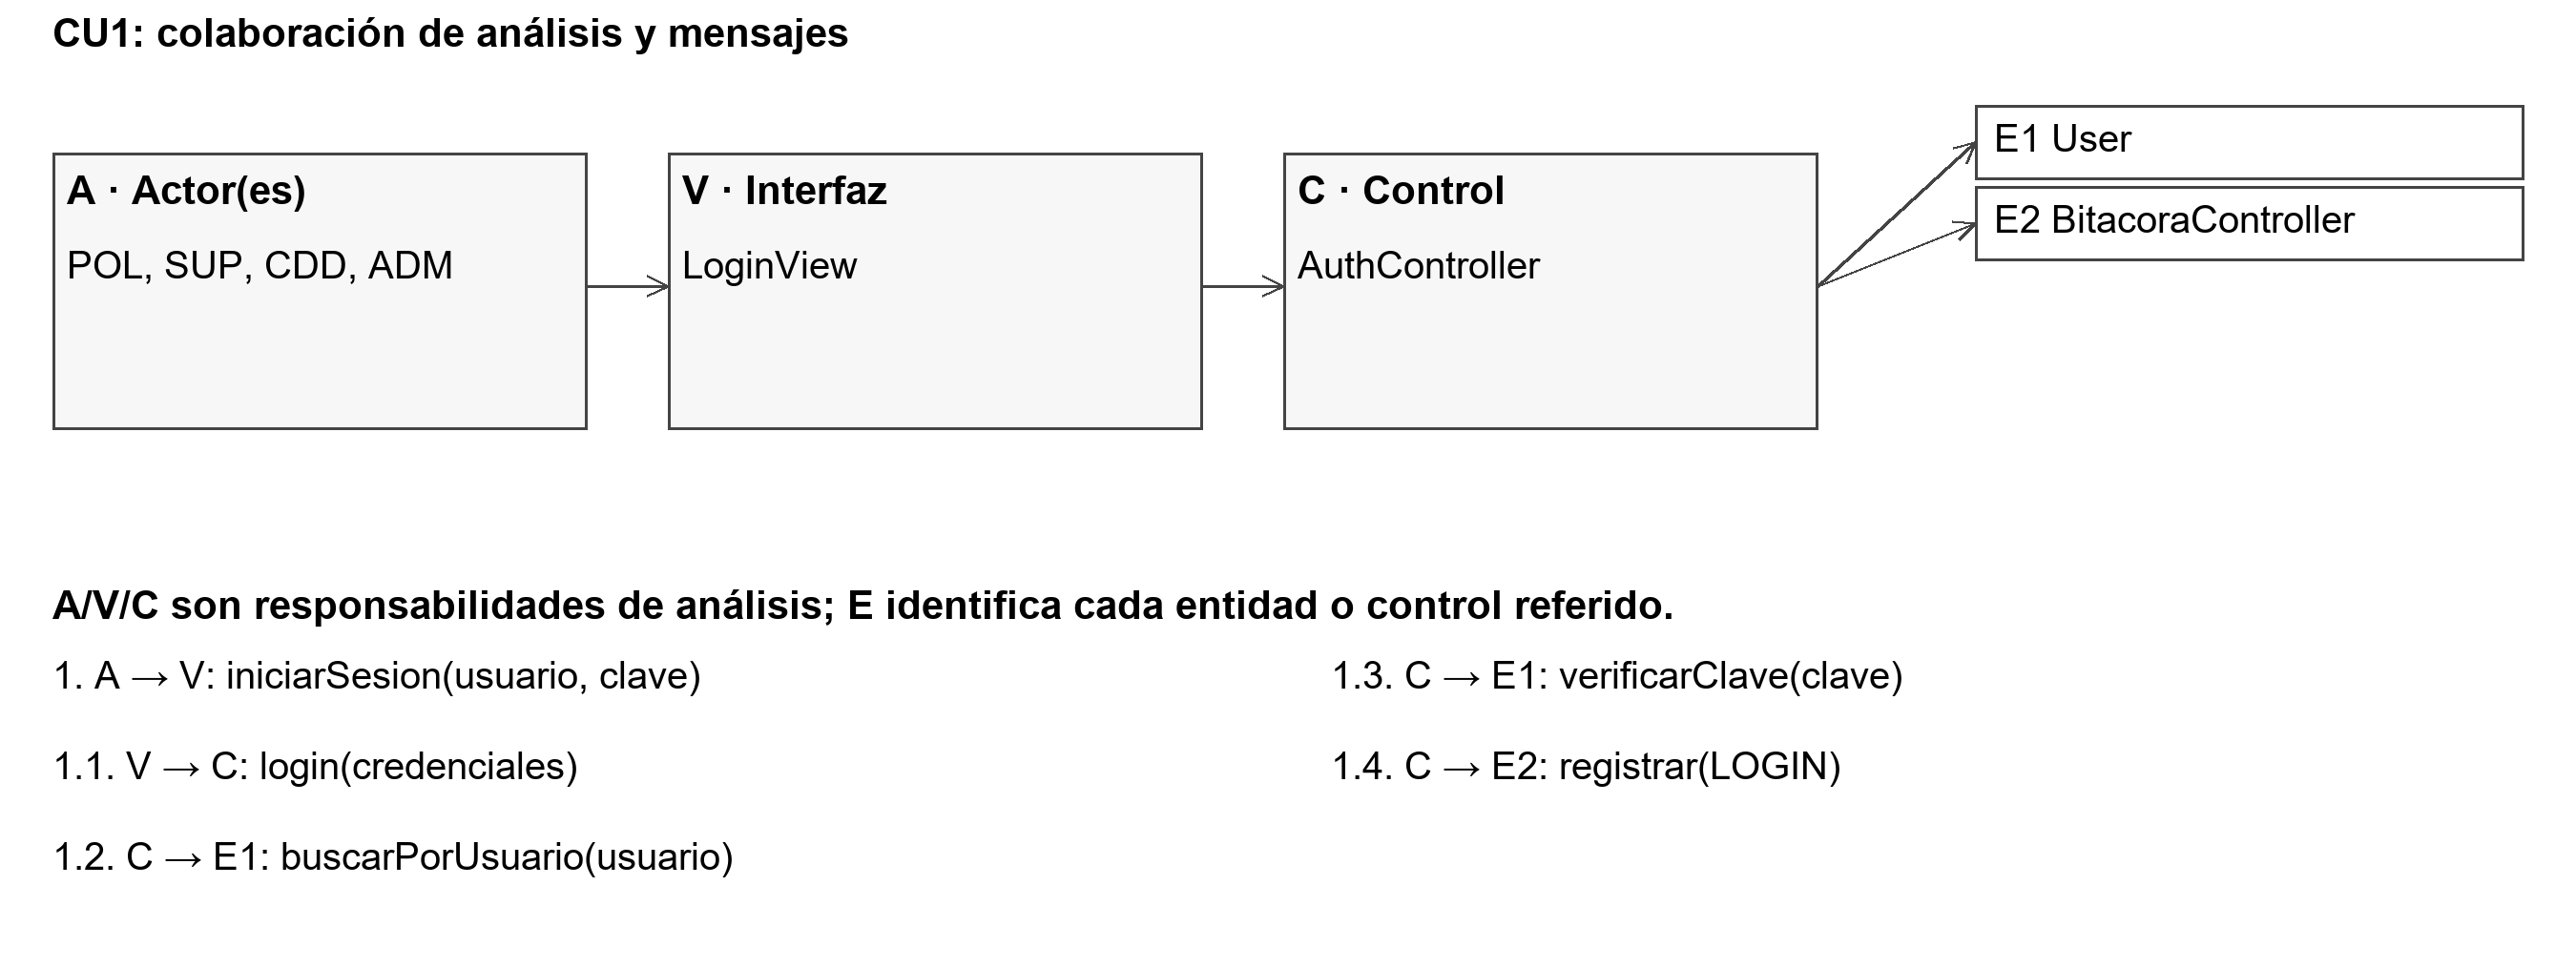 CU1: colaboración de análisis y mensajes
A · Actor(es)
POL, SUP, CDD, ADM
V · Interfaz
LoginView
C · Control
AuthController
E1 User
E2 BitacoraController
A/V/C son responsabilidades de análisis; E identifica cada entidad o control referido.
1. A → V: iniciarSesion(usuario, clave)
1.1. V → C: login(credenciales)
1.2. C → E1: buscarPorUsuario(usuario)
1.3. C → E1: verificarClave(clave)
1.4. C → E2: registrar(LOGIN)